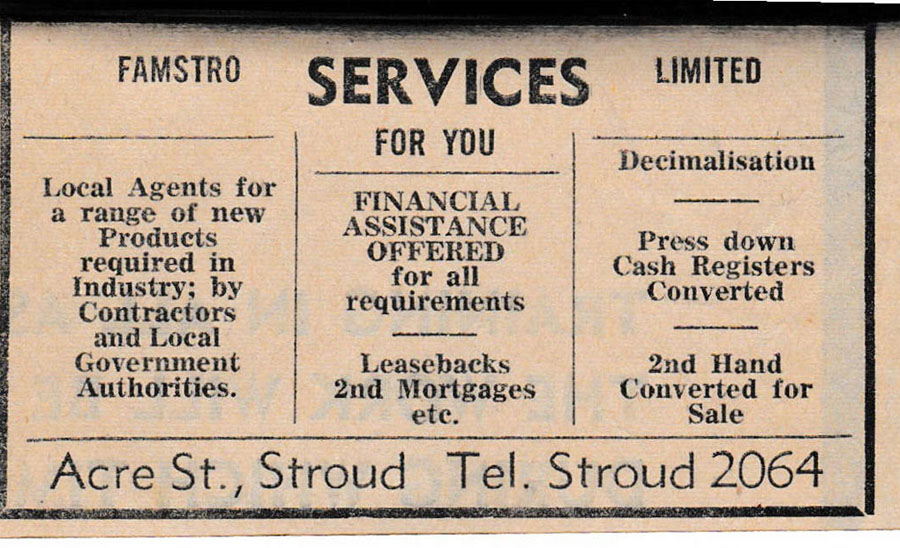 FAMSTRO SERVICES LIMITED
FOR YOU
Local Agents for
a range of new
Products
required in
Industry; by
Contractors
and Local
Government
Authorities.
FINANCIAL
ASSISTANCE
OFFERED
for all
requirements
Leasebacks
2nd Mortgages
etc.
Decimalisation
Press down
Cash Registers
Converted
2nd Hand
Converted for
Sale
Acre St., Stroud Tel. Stroud 2064